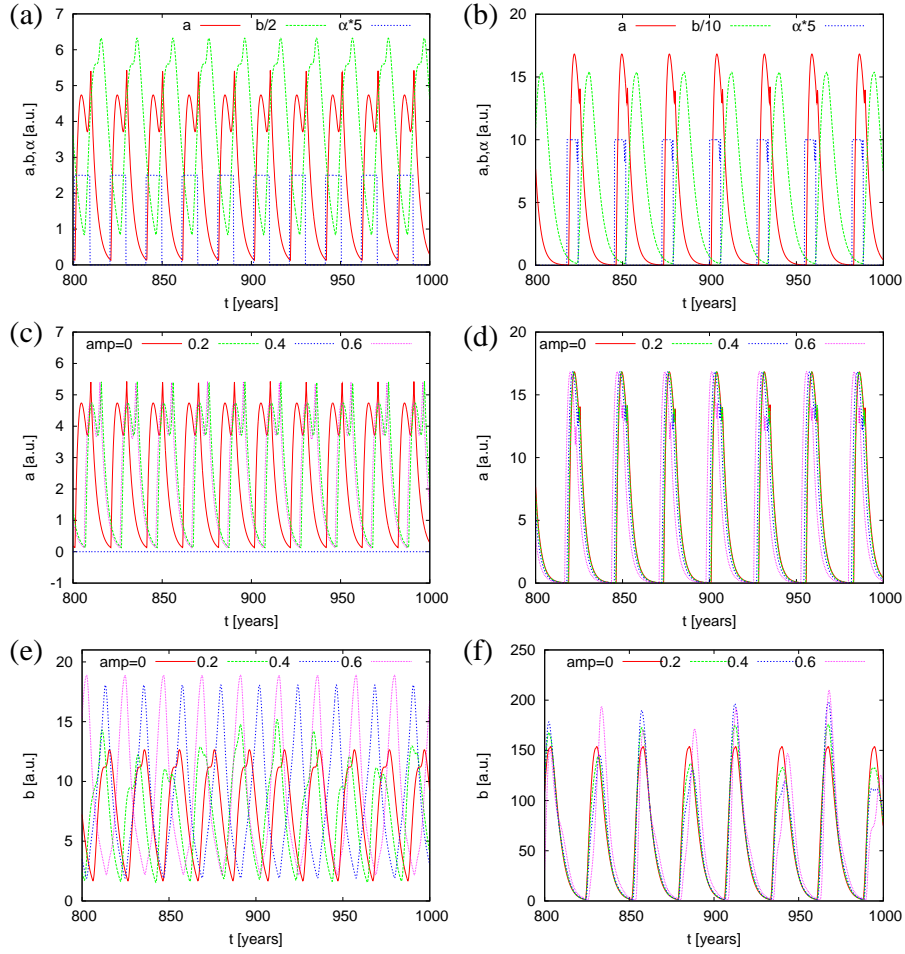 (a)
a b/2 α*5
7
6
5
4
3
2
1
0
a,b,α [a.u.]
800 850 900 950 1000
t [years]
(b)
a b/10 α*5
20
15
10
5
0
a,b,α [a.u.]
800 850 900 950 1000
t [years]
(c)
amp=0 0.2 0.4 0.6
7
6
5
4
3
2
1
0
-1
a [a.u.]
800 850 900 950 1000
t [years]
(d)
amp=0 0.2 0.4 0.6
20
15
10
5
0
a [a.u.]
800 850 900 950 1000
t [years]
(e)
amp=0 0.2 0.4 0.6
20
15
10
5
0
b [a.u.]
800 850 900 950 1000
t [years]
(f)
amp=0 0.2 0.4 0.6
250
200
150
100
50
0
b [a.u.]
800 850 900 950 1000
t [years]